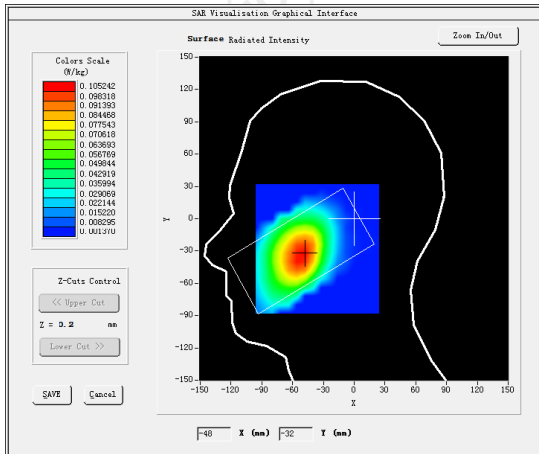 SAR Visualisation Graphical Interface
Surface Radiated Intensity
Zoom In/Out
Colors Scale
(W/kg)
0.105242
0.098318
0.091393
0.084468
0.077543
0.070618
0.063693
0.056769
0.049844
0.042919
0.035994
0.029069
0.022144
0.015220
0.008295
0.001370
150
120
90
60
30
0
-30
-60
-90
-120
-150
Y
-150 -120 -90 -60 -30 0 30 60 90 120 150
X
Z-Cuts Control
<< Upper Cut
Z = 0.2 mm
Lower Cut >>
SAVE Cancel
-48 X (mm) -32 Y (mm)